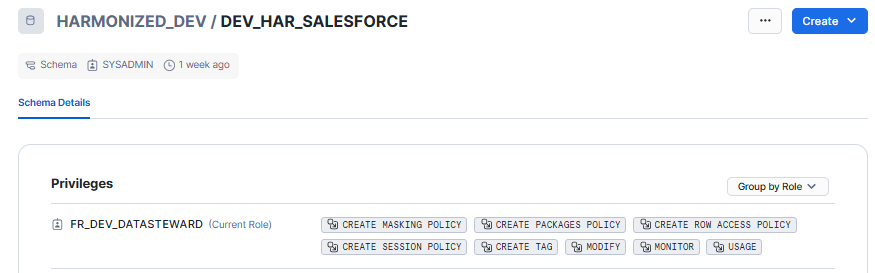 HARMONIZED_DEV / DEV_HAR_SALESFORCE
... Create
Schema SYSADMIN 1 week ago
Schema Details
Privileges
Group by Role
FR_DEV_DATASTEWARD (Current Role) CREATE MASKING POLICY CREATE PACKAGES POLICY CREATE ROW ACCESS POLICY
CREATE SESSION POLICY CREATE TAG MODIFY MONITOR USAGE